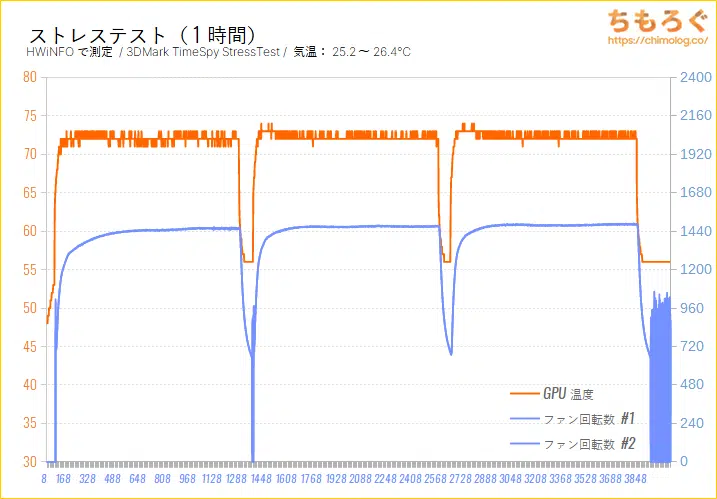 ストレステスト（1時間）
HWiNFO で測定 / 3DMark TimeSpy StressTest / 気温： 25.2 ～ 26.4℃
ちもろぐ
https://chimolog.co/
80 2400
75 2160
70 1920
65 1680
60 1440
55 1200
50 960
45 720
40 480
35 240
30 0
GPU 温度
ファン回転数 #1
ファン回転数 #2
8 168 328 488 648 808 968 1128 1288 1448 1608 1768 1928 2088 2248 2408 2568 2728 2888 3048 3208 3368 3528 3688 3848